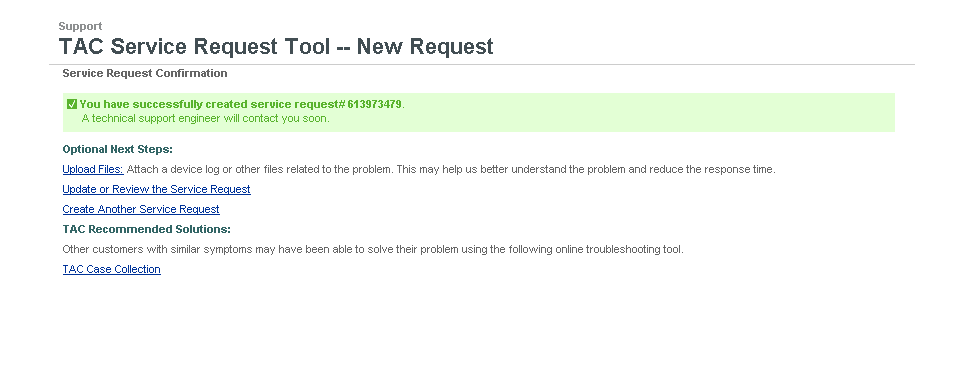 Support
TAC Service Request Tool -- New Request
Service Request Confirmation
You have successfully created service request# 613973479.
A technical support engineer will contact you soon.
Optional Next Steps:
Upload Files: Attach a device log or other files related to the problem. This may help us better understand the problem and reduce the response time.
Update or Review the Service Request
Create Another Service Request
TAC Recommended Solutions:
Other customers with similar symptoms may have been able to solve their problem using the following online troubleshooting tool.
TAC Case Collection